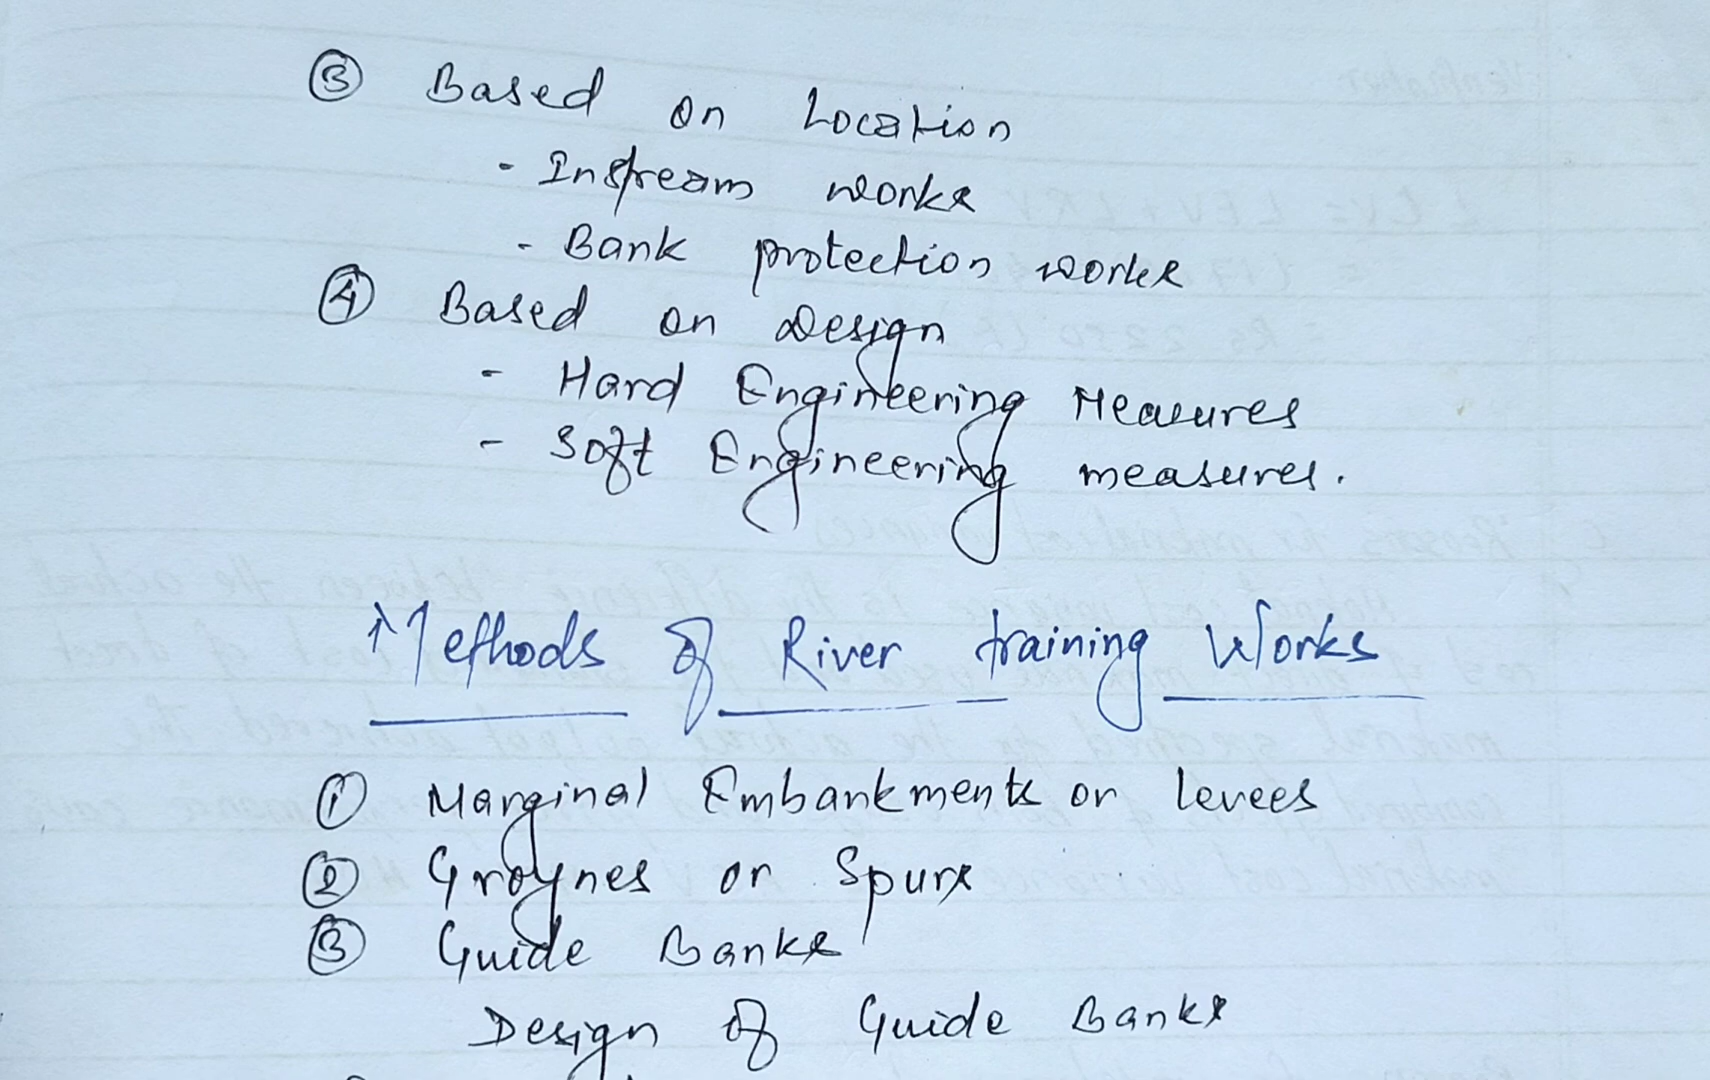 ③ Based on Location
- Instream works
- Bank protection works
④ Based on Design
- Hard Engineering Measures
- Soft Engineering measures.
Methods of River training Works
① Marginal Embankments or levees
② Groynes or Spurs
③ Guide Banks
Design of Guide Banks